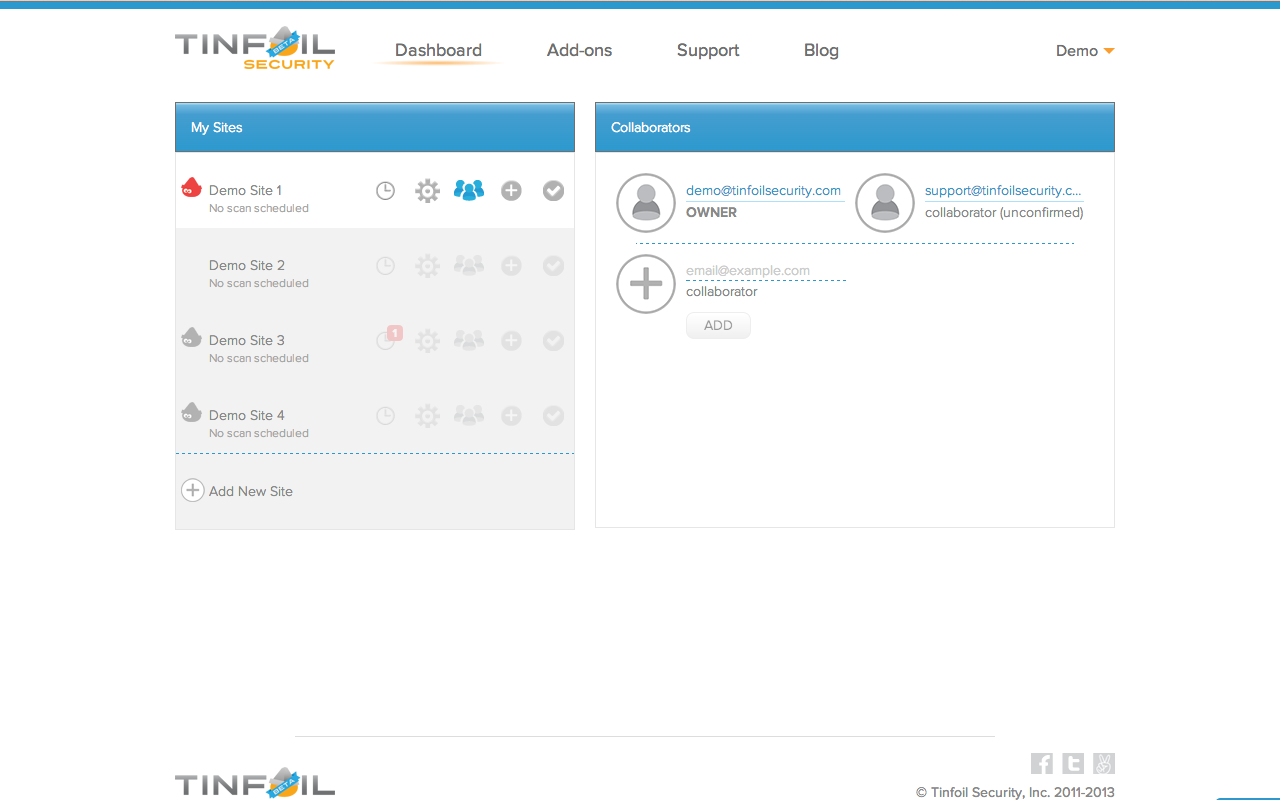 TINFOIL BETA
SECURITY
Dashboard
Add-ons
Support
Blog
Demo
My Sites
Demo Site 1
No scan scheduled
Demo Site 2
No scan scheduled
Demo Site 3
No scan scheduled
1
Demo Site 4
No scan scheduled
Add New Site
Collaborators
demo@tinfoilsecurity.com
OWNER
support@tinfoilsecurity.c...
collaborator (unconfirmed)
email@example.com
collaborator
ADD
TINFOIL BETA
© Tinfoil Security, Inc. 2011-2013